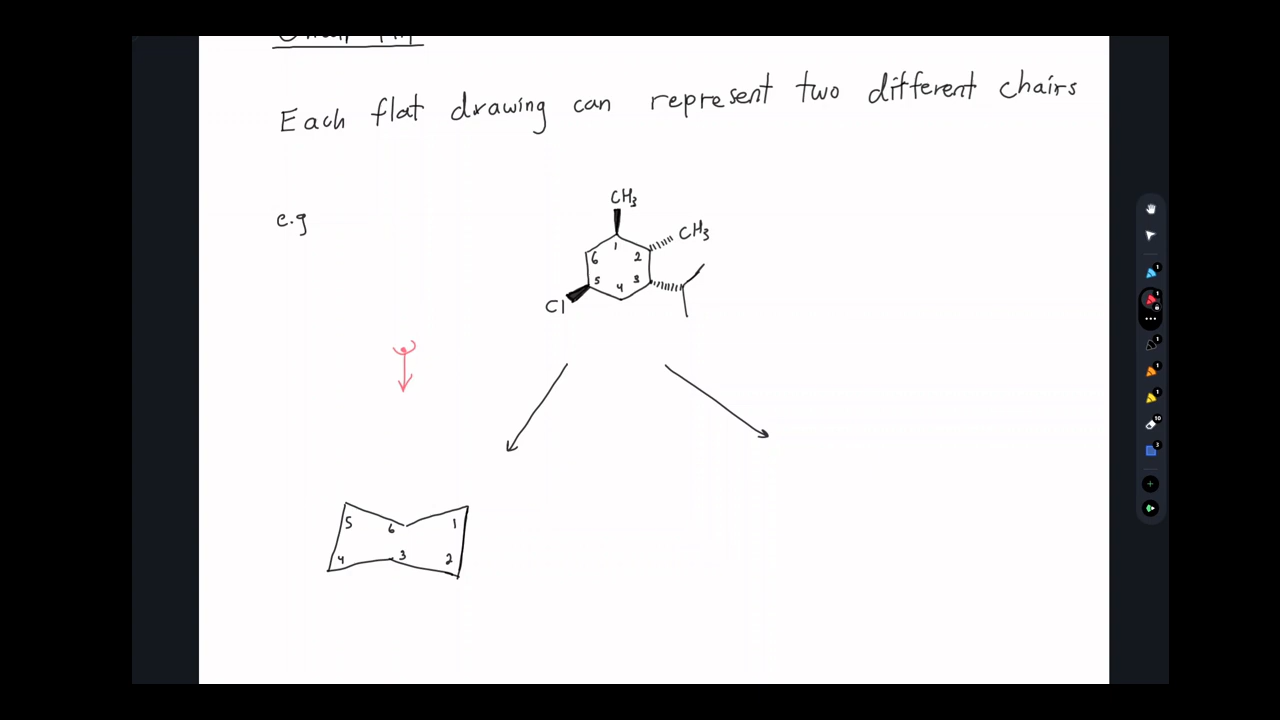 Each flat drawing can represent two different chairs
e.g
CH3
CH3
1
6 2
5 3
4
Cl
5 6 1
4 3 2